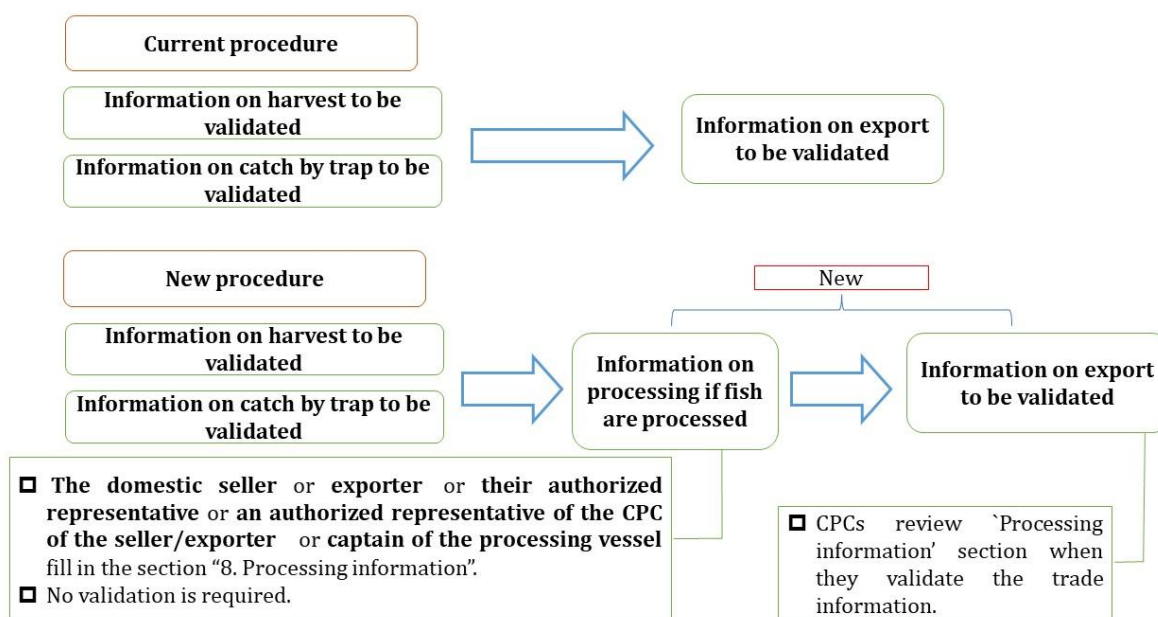 Current procedure
Information on harvest to be
validated
Information on catch by trap to be
validated
Information on export
to be validated
New procedure
New
Information on harvest to be
validated
Information on catch by trap to be
validated
Information on
processing if fish
are processed
Information on export
to be validated
The domestic seller or exporter or their authorized
representative or an authorized representative of the CPC
of the seller/exporter or captain of the processing vessel
fill in the section “8. Processing information”.
No validation is required.
CPCs review `Processing
information’ section when
they validate the trade
information.